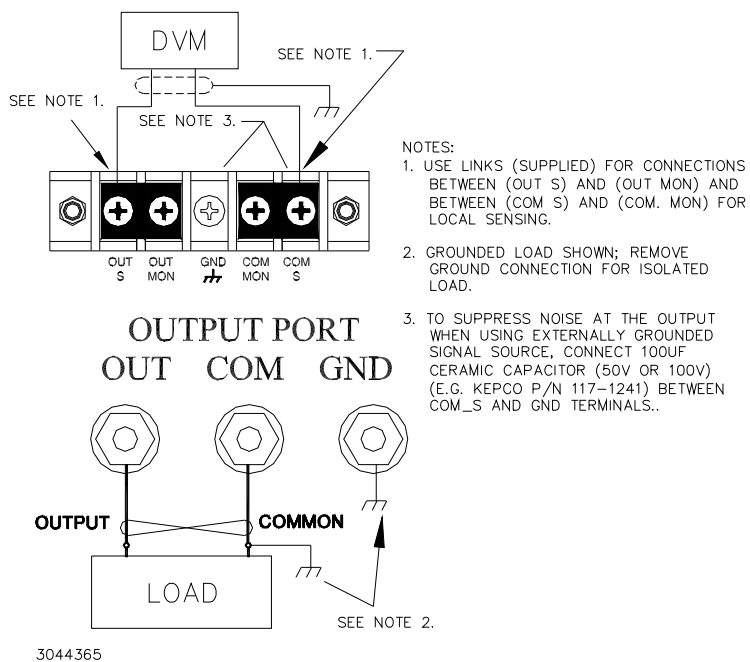 DVM
SEE NOTE 1.
SEE NOTE 1.
SEE NOTE 3.
OUT
S
OUT
MON
GND
COM
MON
COM
S
NOTES:
1. USE LINKS (SUPPLIED) FOR CONNECTIONS
BETWEEN (OUT S) AND (OUT MON) AND
BETWEEN (COM S) AND (COM. MON) FOR
LOCAL SENSING.
2. GROUNDED LOAD SHOWN; REMOVE
GROUND CONNECTION FOR ISOLATED
LOAD.
3. TO SUPPRESS NOISE AT THE OUTPUT
WHEN USING EXTERNALLY GROUNDED
SIGNAL SOURCE, CONNECT 100UF
CERAMIC CAPACITOR (50V OR 100V)
(E.G. KEPCO P/N 117-1241) BETWEEN
COM_S AND GND TERMINALS..
OUTPUT PORT
OUT COM GND
OUTPUT
COMMON
LOAD
SEE NOTE 2.
3044365